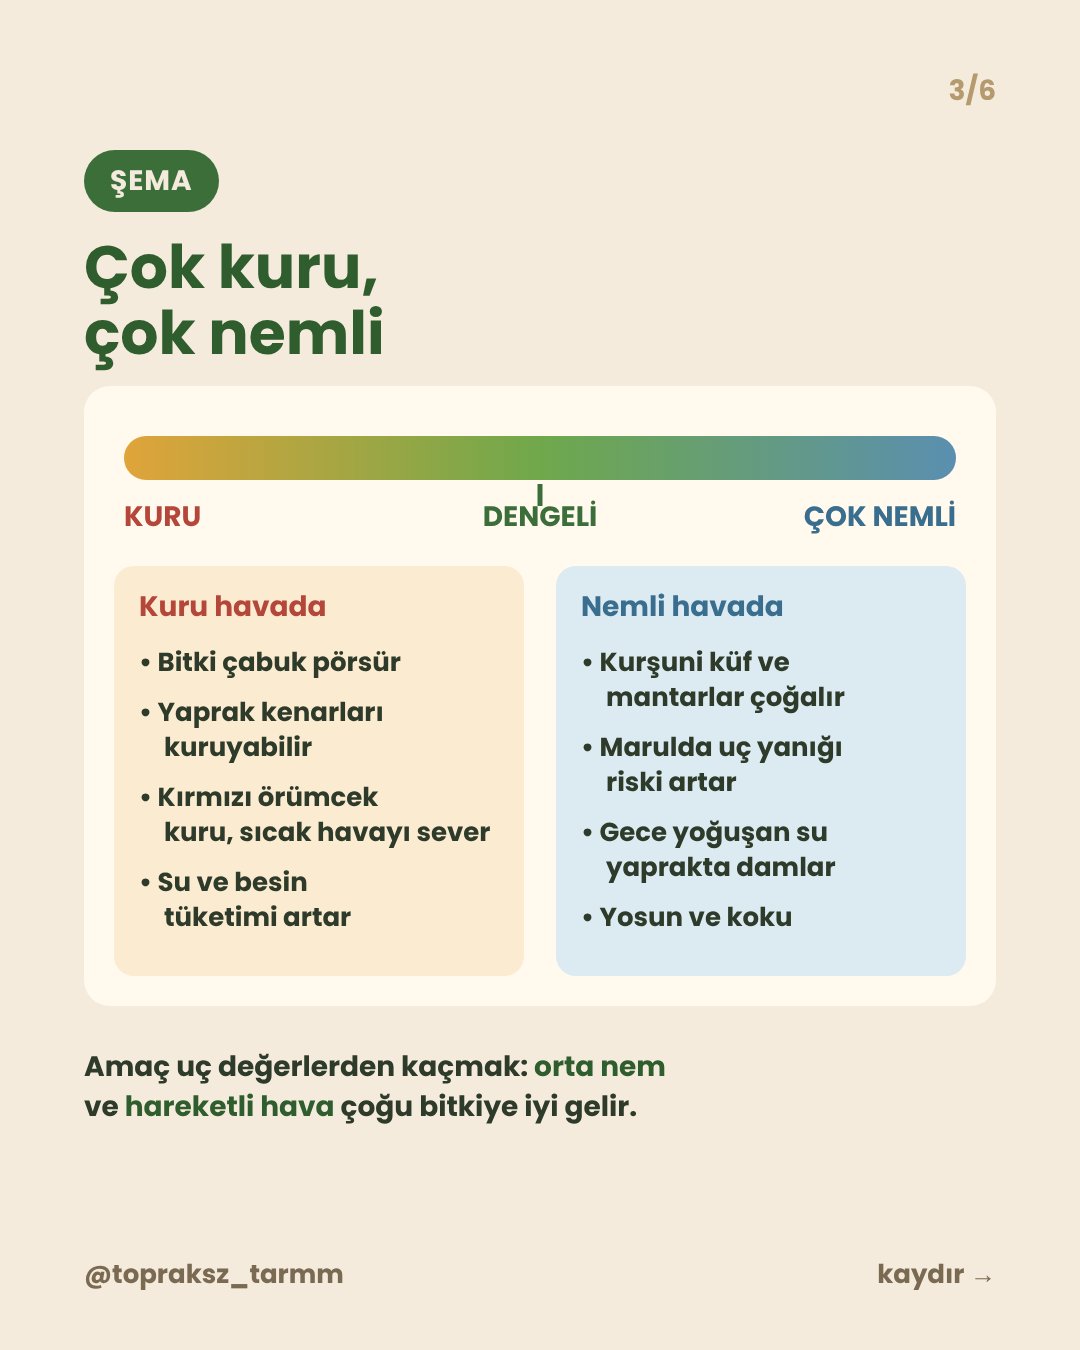 3/6
ŞEMA
Çok kuru,
çok nemli
KURU
DENGELİ
ÇOK NEMLİ
Kuru havada
• Bitki çabuk pörsür
• Yaprak kenarları
kuruyabilir
• Kırmızı örümcek
kuru, sıcak havayı sever
• Su ve besin
tüketimi artar
Nemli havada
• Kurşuni küf ve
mantarlar çoğalır
• Marulda uç yanığı
riski artar
• Gece yoğuşan su
yaprakta damlar
• Yosun ve koku
Amaç uç değerlerden kaçmak: orta nem
ve hareketli hava çoğu bitkiye iyi gelir.
@topraksz_tarmm
kaydır →